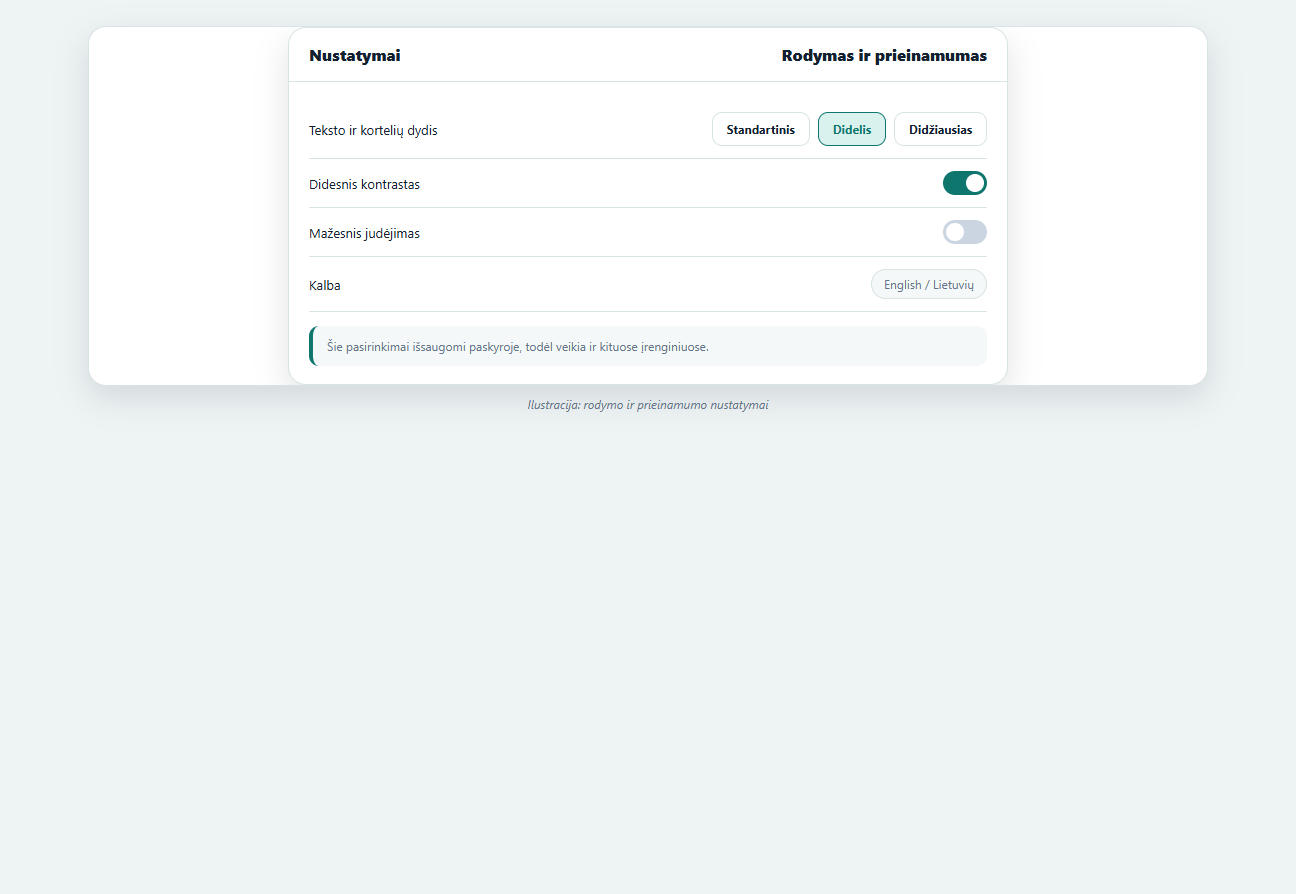 Nustatymai
Rodymas ir prieinamumas
Teksto ir kortelių dydis
Standartinis
Didelis
Didžiausias
Didesnis kontrastas
Mažesnis judėjimas
Kalba
English / Lietuvių
Šie pasirinkimai išsaugomi paskyroje, todėl veikia ir kituose įrenginiuose.
Ilustracija: rodymo ir prieinamumo nustatymai